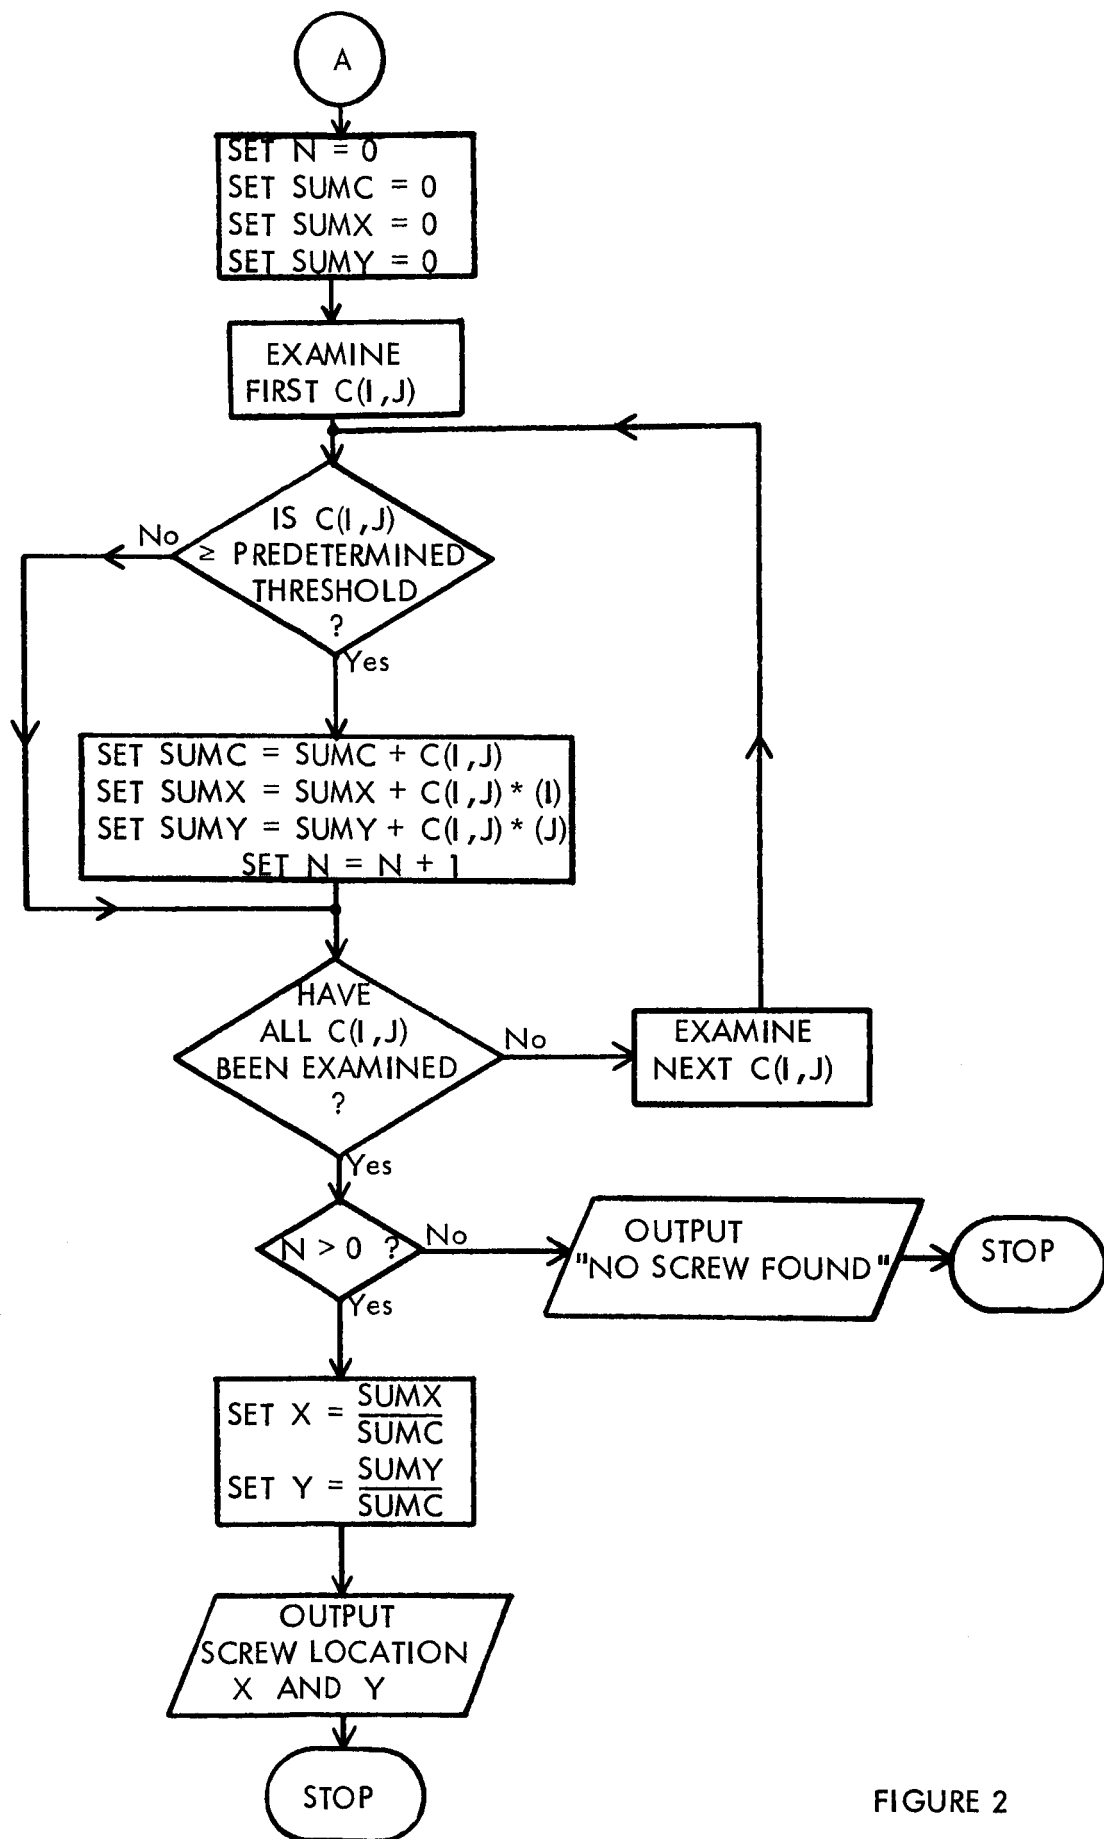 A
SET N = 0
SET SUMC = 0
SET SUMX = 0
SET SUMY = 0
EXAMINE
FIRST C(I,J)
IS C(I,J)
≥ PREDETERMINED
THRESHOLD
?
No
Yes
SET SUMC = SUMC + C(I,J)
SET SUMX = SUMX + C(I,J) * (I)
SET SUMY = SUMY + C(I,J) * (J)
SET N = N + 1
HAVE
ALL C(I,J)
BEEN EXAMINED
?
No
EXAMINE
NEXT C(I,J)
Yes
N > 0 ?
No
OUTPUT
"NO SCREW FOUND"
STOP
Yes
SET X = SUMX
SUMC
SET Y = SUMY
SUMC
OUTPUT
SCREW LOCATION
X AND Y
STOP
FIGURE 2